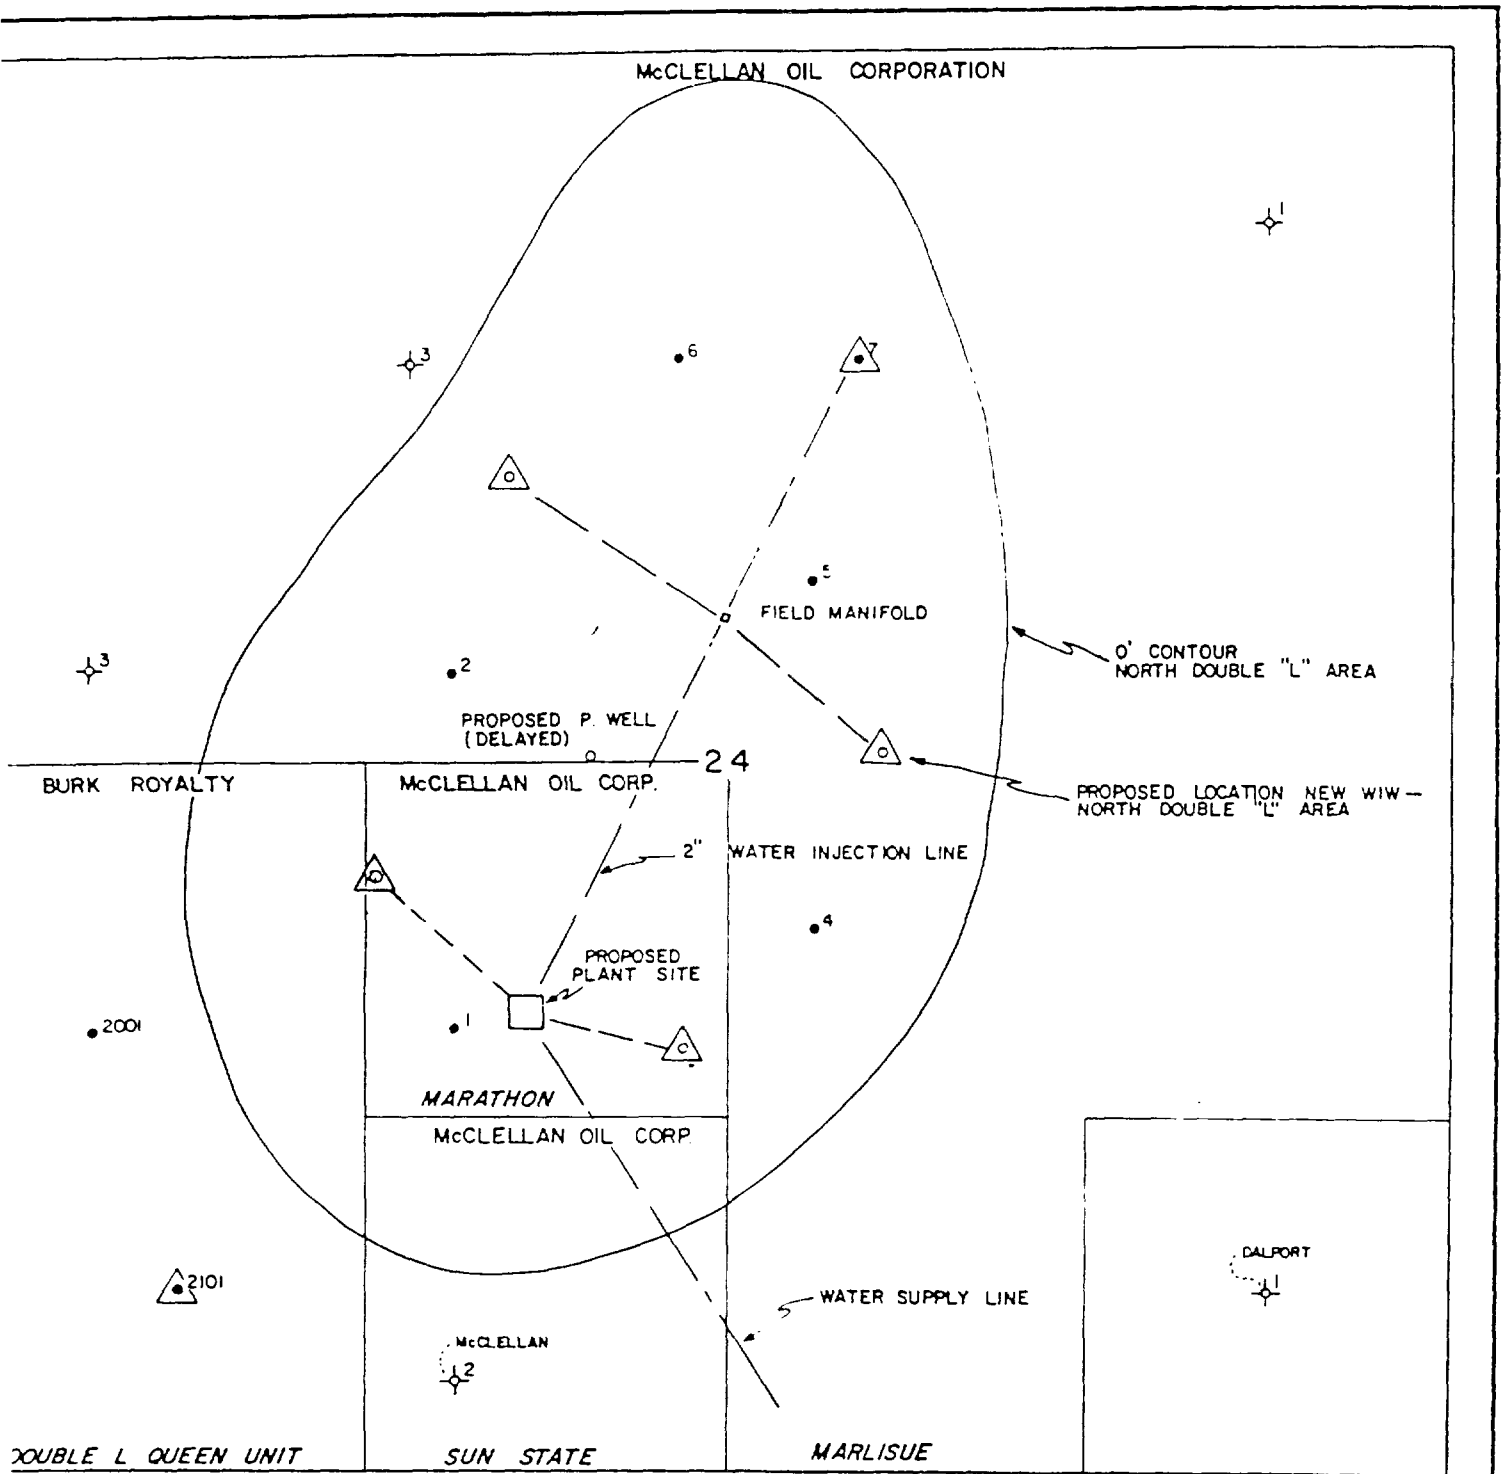 McCLELLAN OIL CORPORATION
1
3
6
7
5
FIELD MANIFOLD
O' CONTOUR
NORTH DOUBLE "L" AREA
3
2
PROPOSED P. WELL
(DELAYED)
24
BURK ROYALTY
McCLELLAN OIL CORP.
PROPOSED LOCATION NEW WIW—
NORTH DOUBLE "L" AREA
2" WATER INJECTION LINE
4
PROPOSED
PLANT SITE
2001
1
MARATHON
McCLELLAN OIL CORP.
DALPORT
1
2101
WATER SUPPLY LINE
McCLELLAN
2
DOUBLE L QUEEN UNIT
SUN STATE
MARLISUE